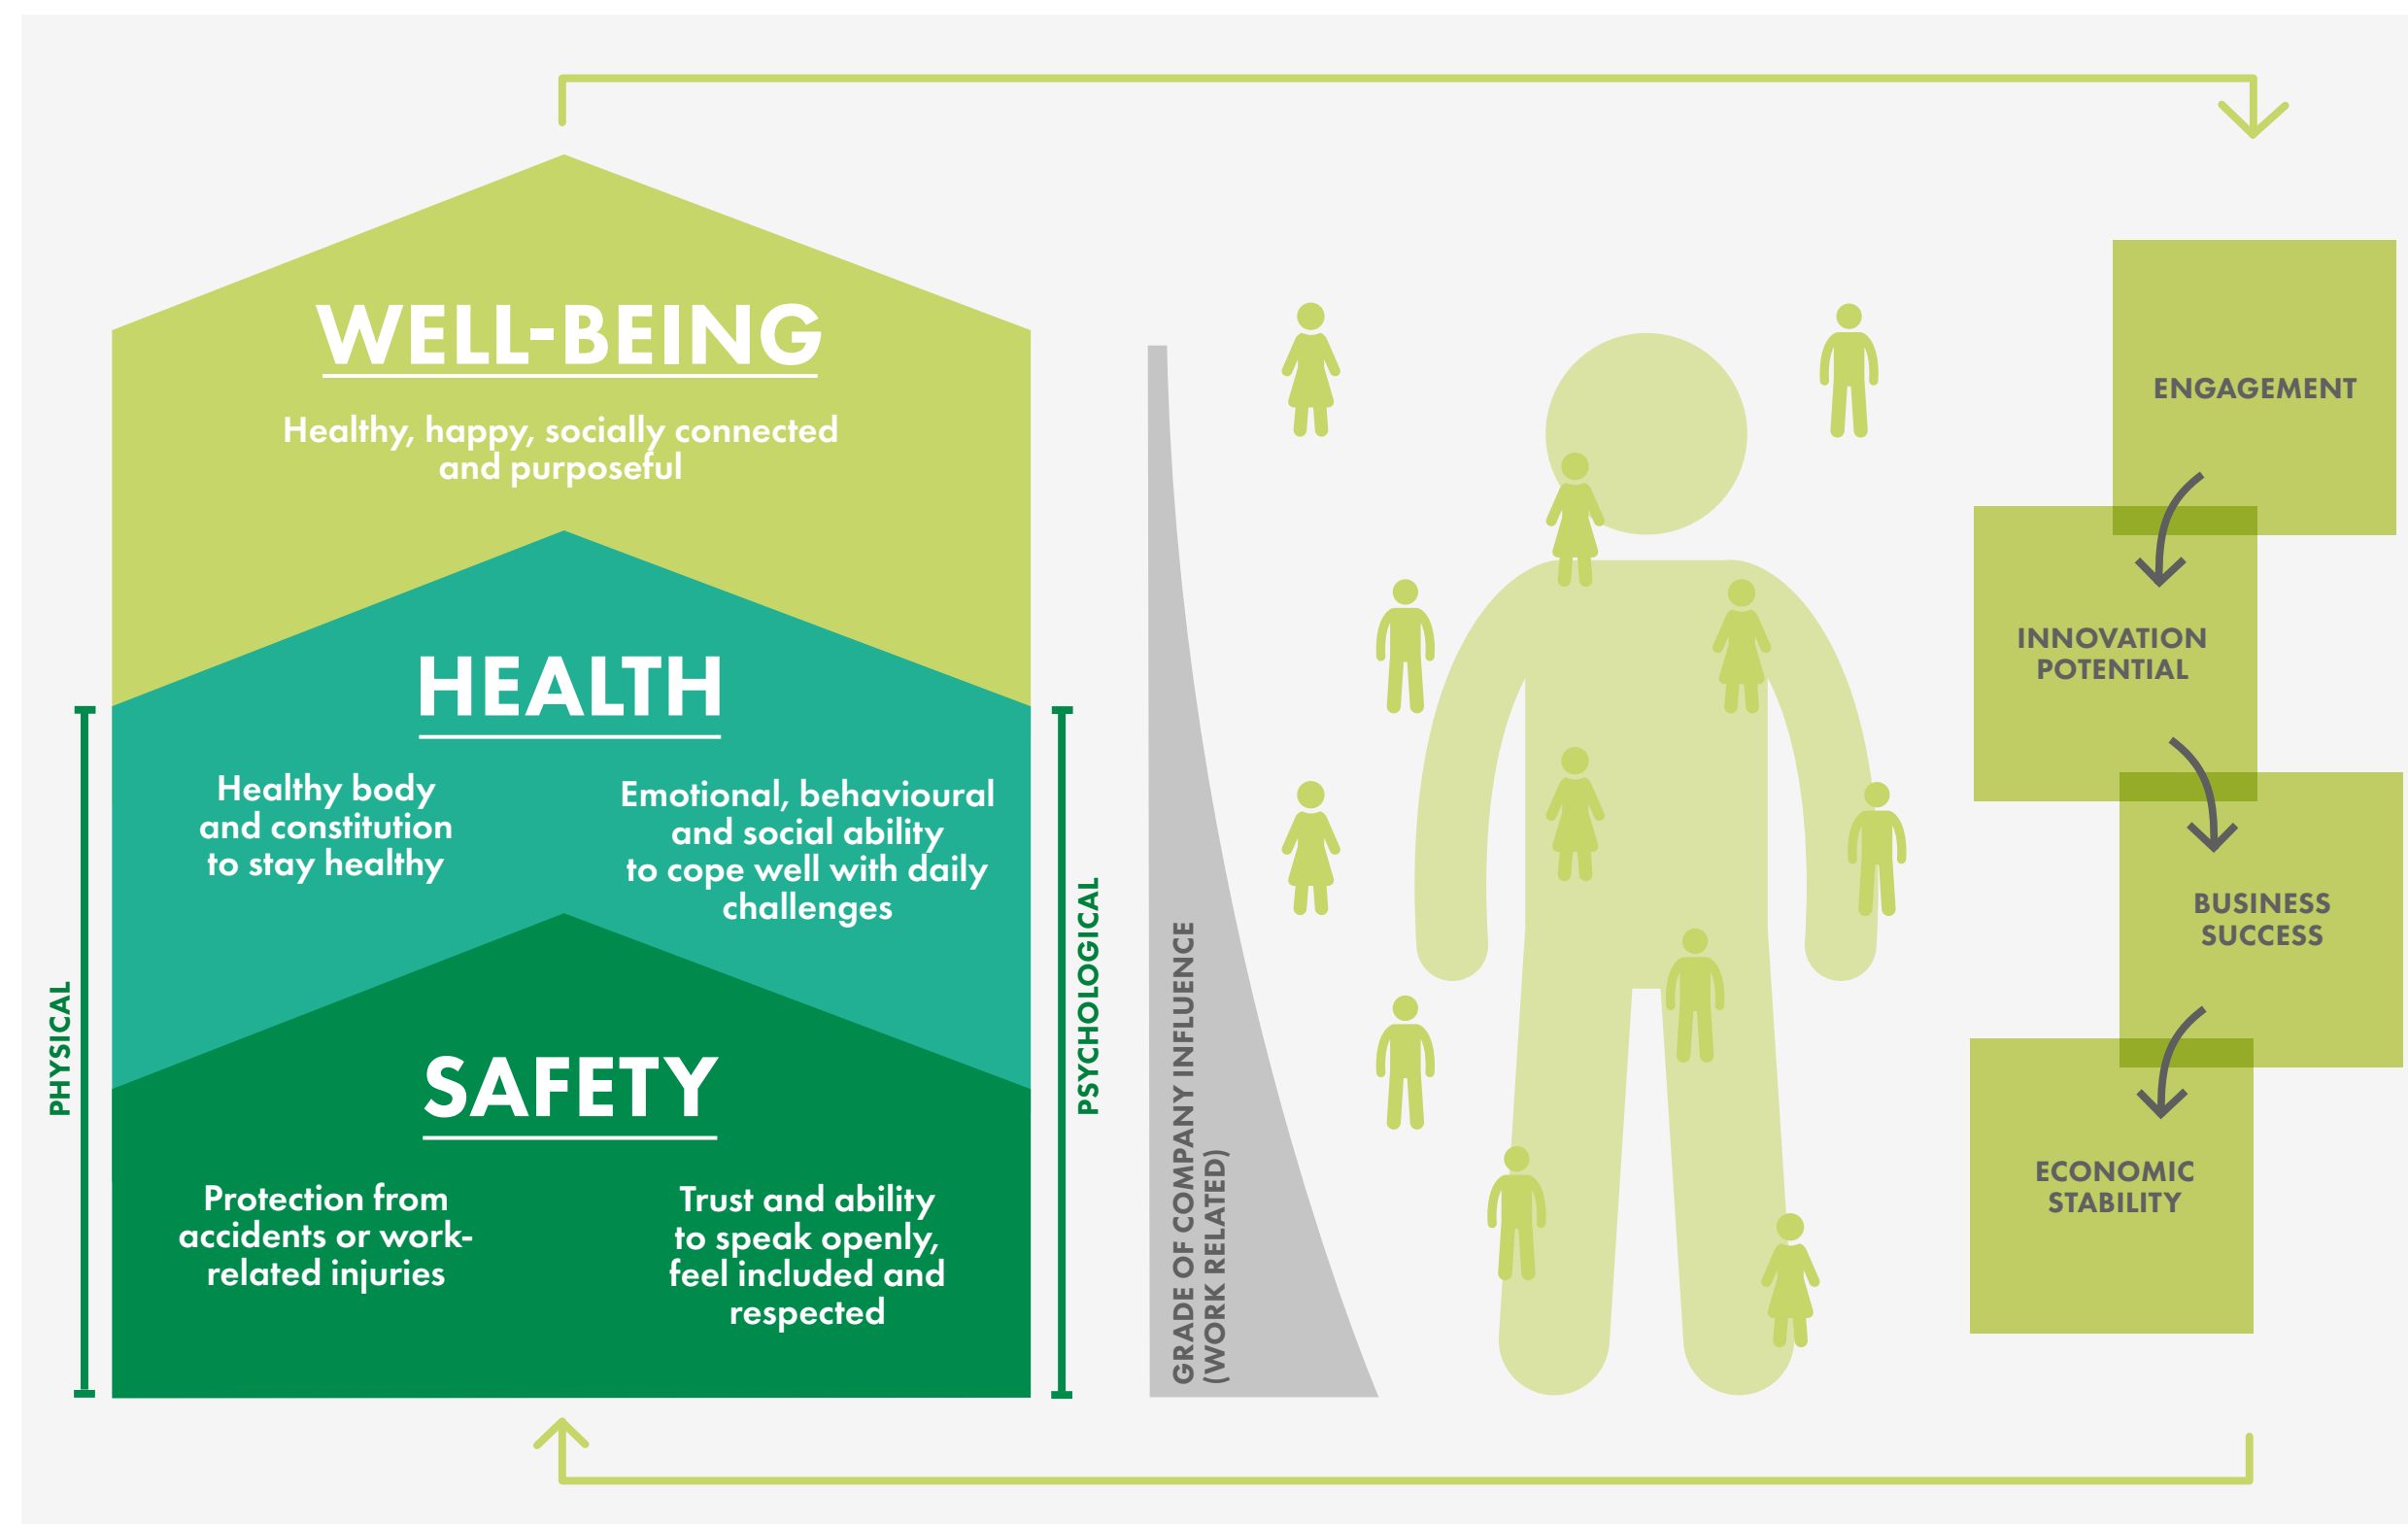 WELL-BEING
Healthy, happy, socially connected
and purposeful
HEALTH
Healthy body
and constitution
to stay healthy
Emotional, behavioural
and social ability
to cope well with daily
challenges
SAFETY
Protection from
accidents or work-
related injuries
Trust and ability
to speak openly,
feel included and
respected
PHYSICAL
PSYCHOLOGICAL
GRADE OF COMPANY INFLUENCE
(WORK RELATED)
ENGAGEMENT
INNOVATION
POTENTIAL
BUSINESS
SUCCESS
ECONOMIC
STABILITY